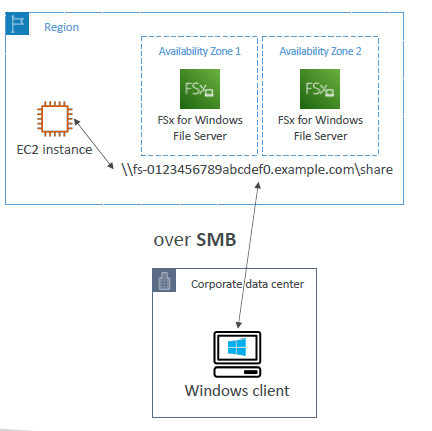 Region
Availability Zone 1
Availability Zone 2
FSx
FSx
FSx for Windows
File Server
FSx for Windows
File Server
EC2 instance
\\fs-0123456789abcdef0.example.com\share
over SMB
Corporate data center
Windows client